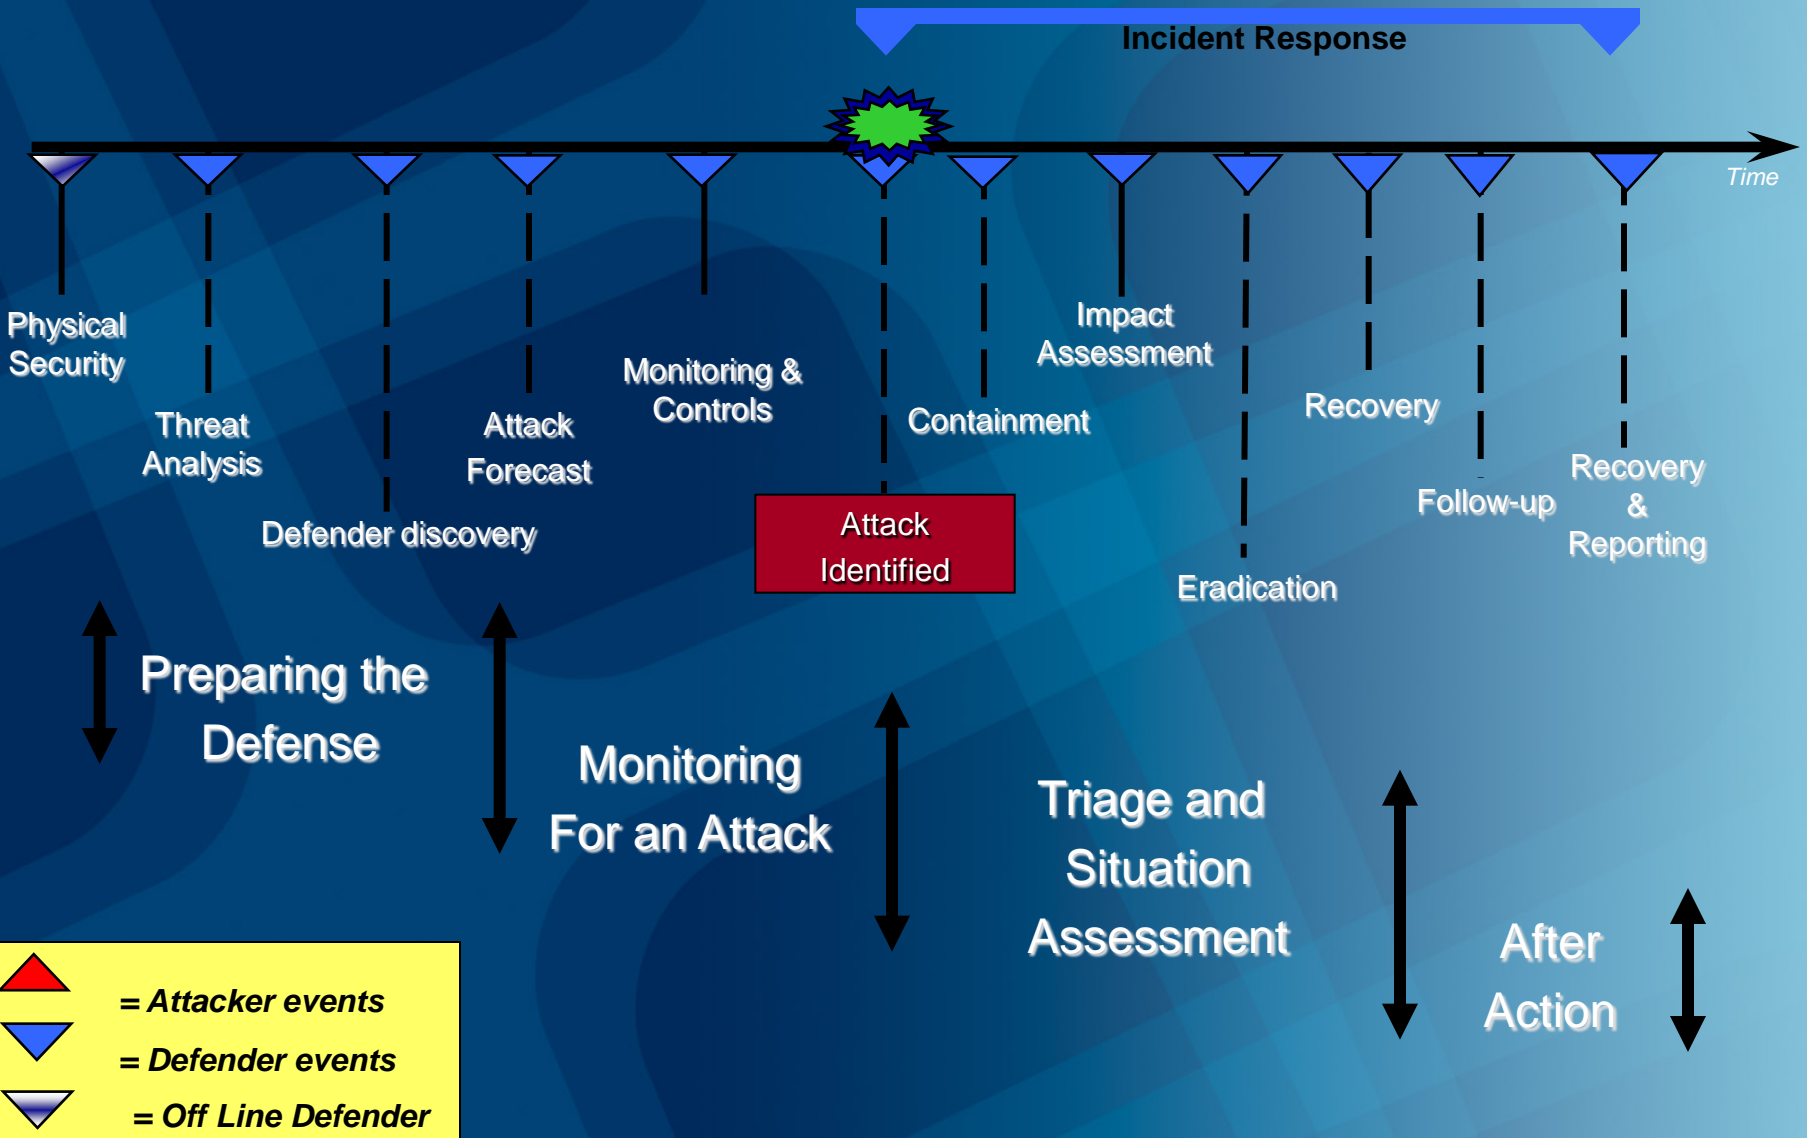 Incident Response
Time
Physical
Security
Threat
Analysis
Defender discovery
Attack
Forecast
Monitoring &
Controls
Attack
Identified
Containment
Impact
Assessment
Eradication
Recovery
Follow-up
Recovery
&
Reporting
Preparing the
Defense
Monitoring
For an Attack
Triage and
Situation
Assessment
After
Action
= Attacker events
= Defender events
= Off Line Defender